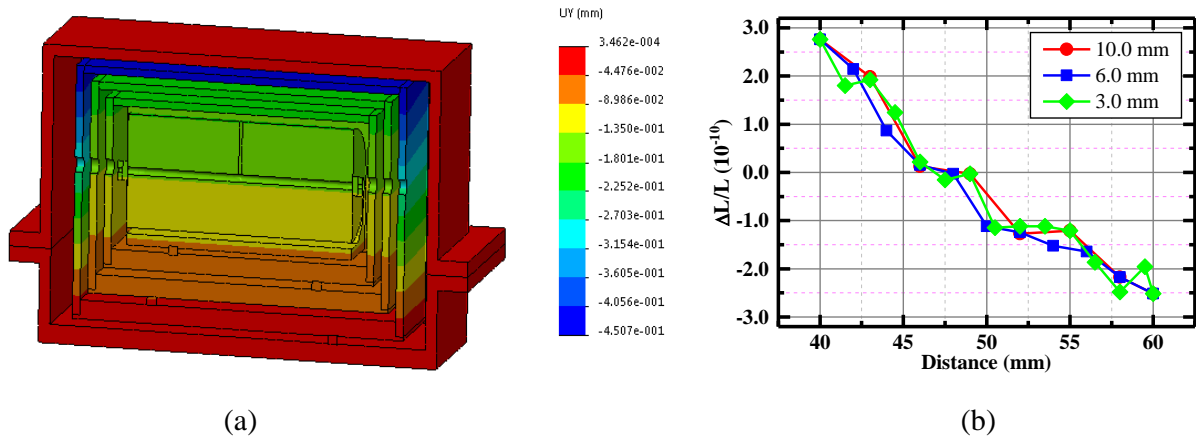 UY (mm)
3.462e-004
-4.476e-002
-8.986e-002
-1.350e-001
-1.801e-001
-2.252e-001
-2.703e-001
-3.154e-001
-3.605e-001
-4.056e-001
-4.507e-001
(a)
ΔL/L (10⁻¹⁰)
3.0
2.0
1.0
0.0
-1.0
-2.0
-3.0
10.0 mm
6.0 mm
3.0 mm
40 45 50 55 60
Distance (mm)
(b)